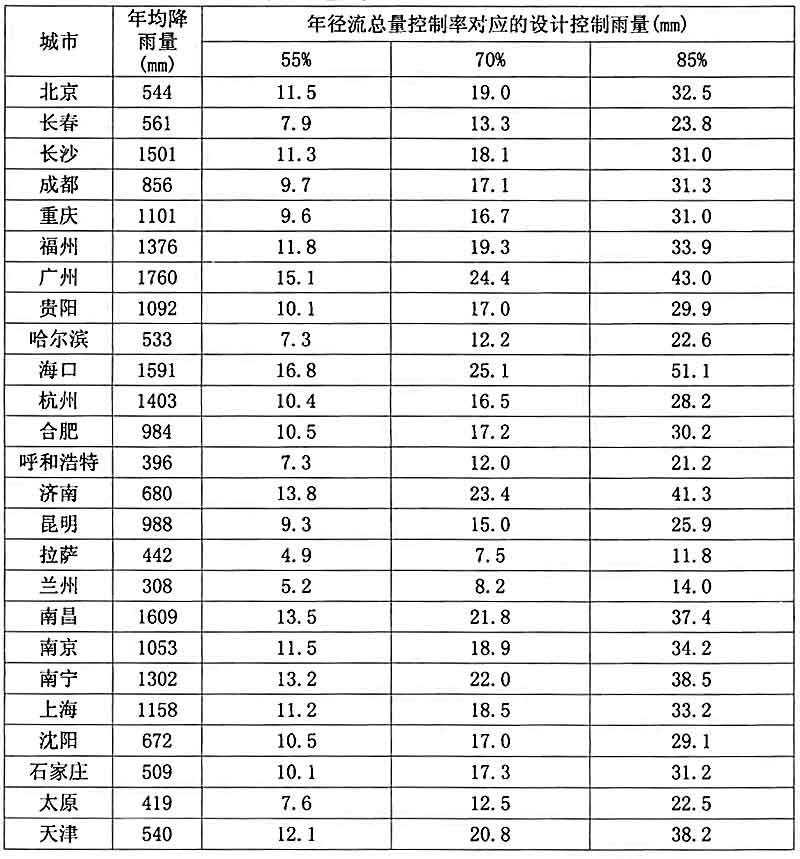 城市 年均降雨量(mm) 年径流总量控制率对应的设计控制雨量(mm)
55% 70% 85%
北京 544 11.5 19.0 32.5
长春 561 7.9 13.3 23.8
长沙 1501 11.3 18.1 31.0
成都 856 9.7 17.1 31.3
重庆 1101 9.6 16.7 31.0
福州 1376 11.8 19.3 33.9
广州 1760 15.1 24.4 43.0
贵阳 1092 10.1 17.0 29.9
哈尔滨 533 7.3 12.2 22.6
海口 1591 16.8 25.1 51.1
杭州 1403 10.4 16.5 28.2
合肥 984 10.5 17.2 30.2
呼和浩特 396 7.3 12.0 21.2
济南 680 13.8 23.4 41.3
昆明 988 9.3 15.0 25.9
拉萨 442 4.9 7.5 11.8
兰州 308 5.2 8.2 14.0
南昌 1609 13.5 21.8 37.4
南京 1053 11.5 18.9 34.2
南宁 1302 13.2 22.0 38.5
上海 1158 11.2 18.5 33.2
沈阳 672 10.5 17.0 29.1
石家庄 509 10.1 17.3 31.2
太原 419 7.6 12.5 22.5
天津 540 12.1 20.8 38.2